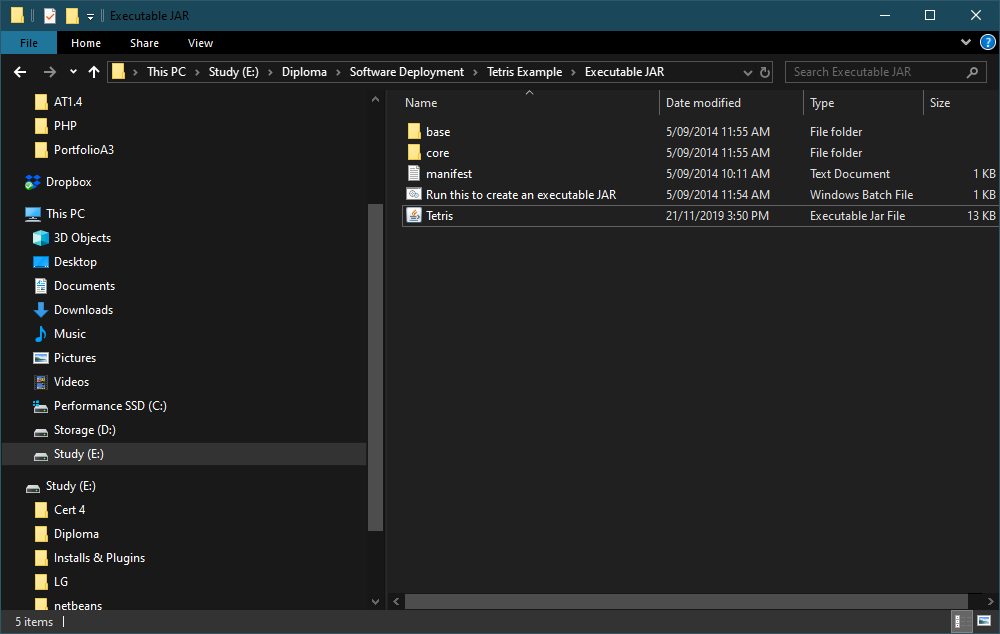 Executable JAR
File Home Share View
This PC Study (E:) Diploma Software Deployment Tetris Example Executable JAR
Search Executable JAR
AT1.4
PHP
PortfolioA3
Dropbox
This PC
3D Objects
Desktop
Documents
Downloads
Music
Pictures
Videos
Performance SSD (C:)
Storage (D:)
Study (E:)
Study (E:)
Cert 4
Diploma
Installs & Plugins
LG
netbeans
Name Date modified Type Size
base 5/09/2014 11:55 AM File folder
core 5/09/2014 11:55 AM File folder
manifest 5/09/2014 10:11 AM Text Document 1 KB
Run this to create an executable JAR 5/09/2014 11:54 AM Windows Batch File 1 KB
Tetris 21/11/2019 3:50 PM Executable Jar File 13 KB
5 items